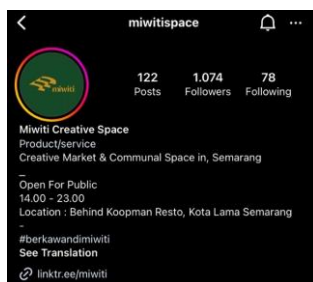 miwitispace
miwiti
122 1.074 78
Posts Followers Following
Miwiti Creative Space
Product/service
Creative Market & Communal Space in, Semarang
_
Open For Public
14.00 - 23.00
Location : Behind Koopman Resto, Kota Lama Semarang
-
#berkawandimiwiti
See Translation
linktr.ee/miwiti